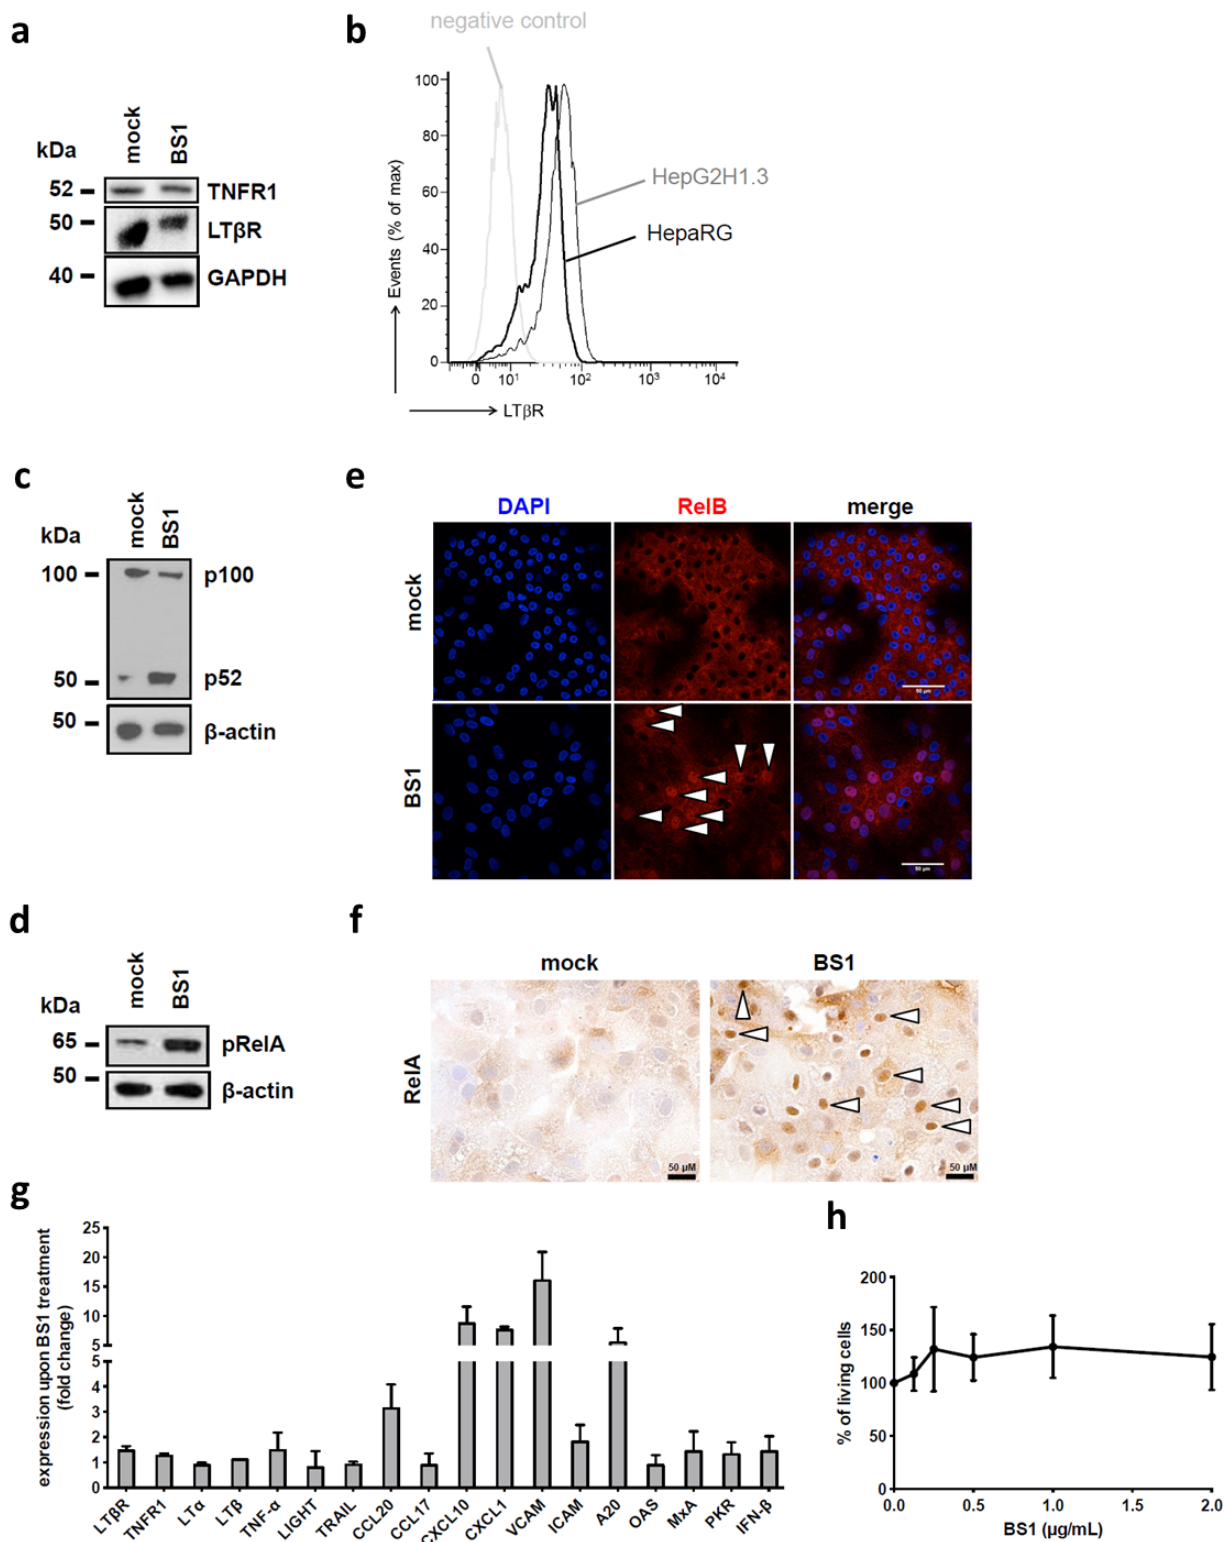 a
kDa
mock
BS1
52
TNFR1
50
LTβR
40
GAPDH
b
negative control
100
80
60
40
20
0
Events (% of max)
HepG2H1.3
HepaRG
0 10¹ 10² 10³ 10⁴
LTβR
c
kDa
mock
BS1
100
p100
50
p52
50
β-actin
e
DAPI
RelB
merge
mock
50 µm
BS1
50 µm
d
kDa
mock
BS1
65
pRelA
50
β-actin
f
mock
BS1
RelA
50 µM
50 µM
g
expression upon BS1 treatment
(fold change)
25
20
15
10
5
5
4
3
2
1
0
LTβR
TNFR1
LTα
LTβ
TNF-α
LIGHT
TRAIL
CCL20
CCL17
CXCL10
CXCL1
VCAM
ICAM
A20
OAS
MxA
PKR
IFN-β
h
% of living cells
200
150
100
50
0
0.0 0.5 1.0 1.5 2.0
BS1 (µg/mL)